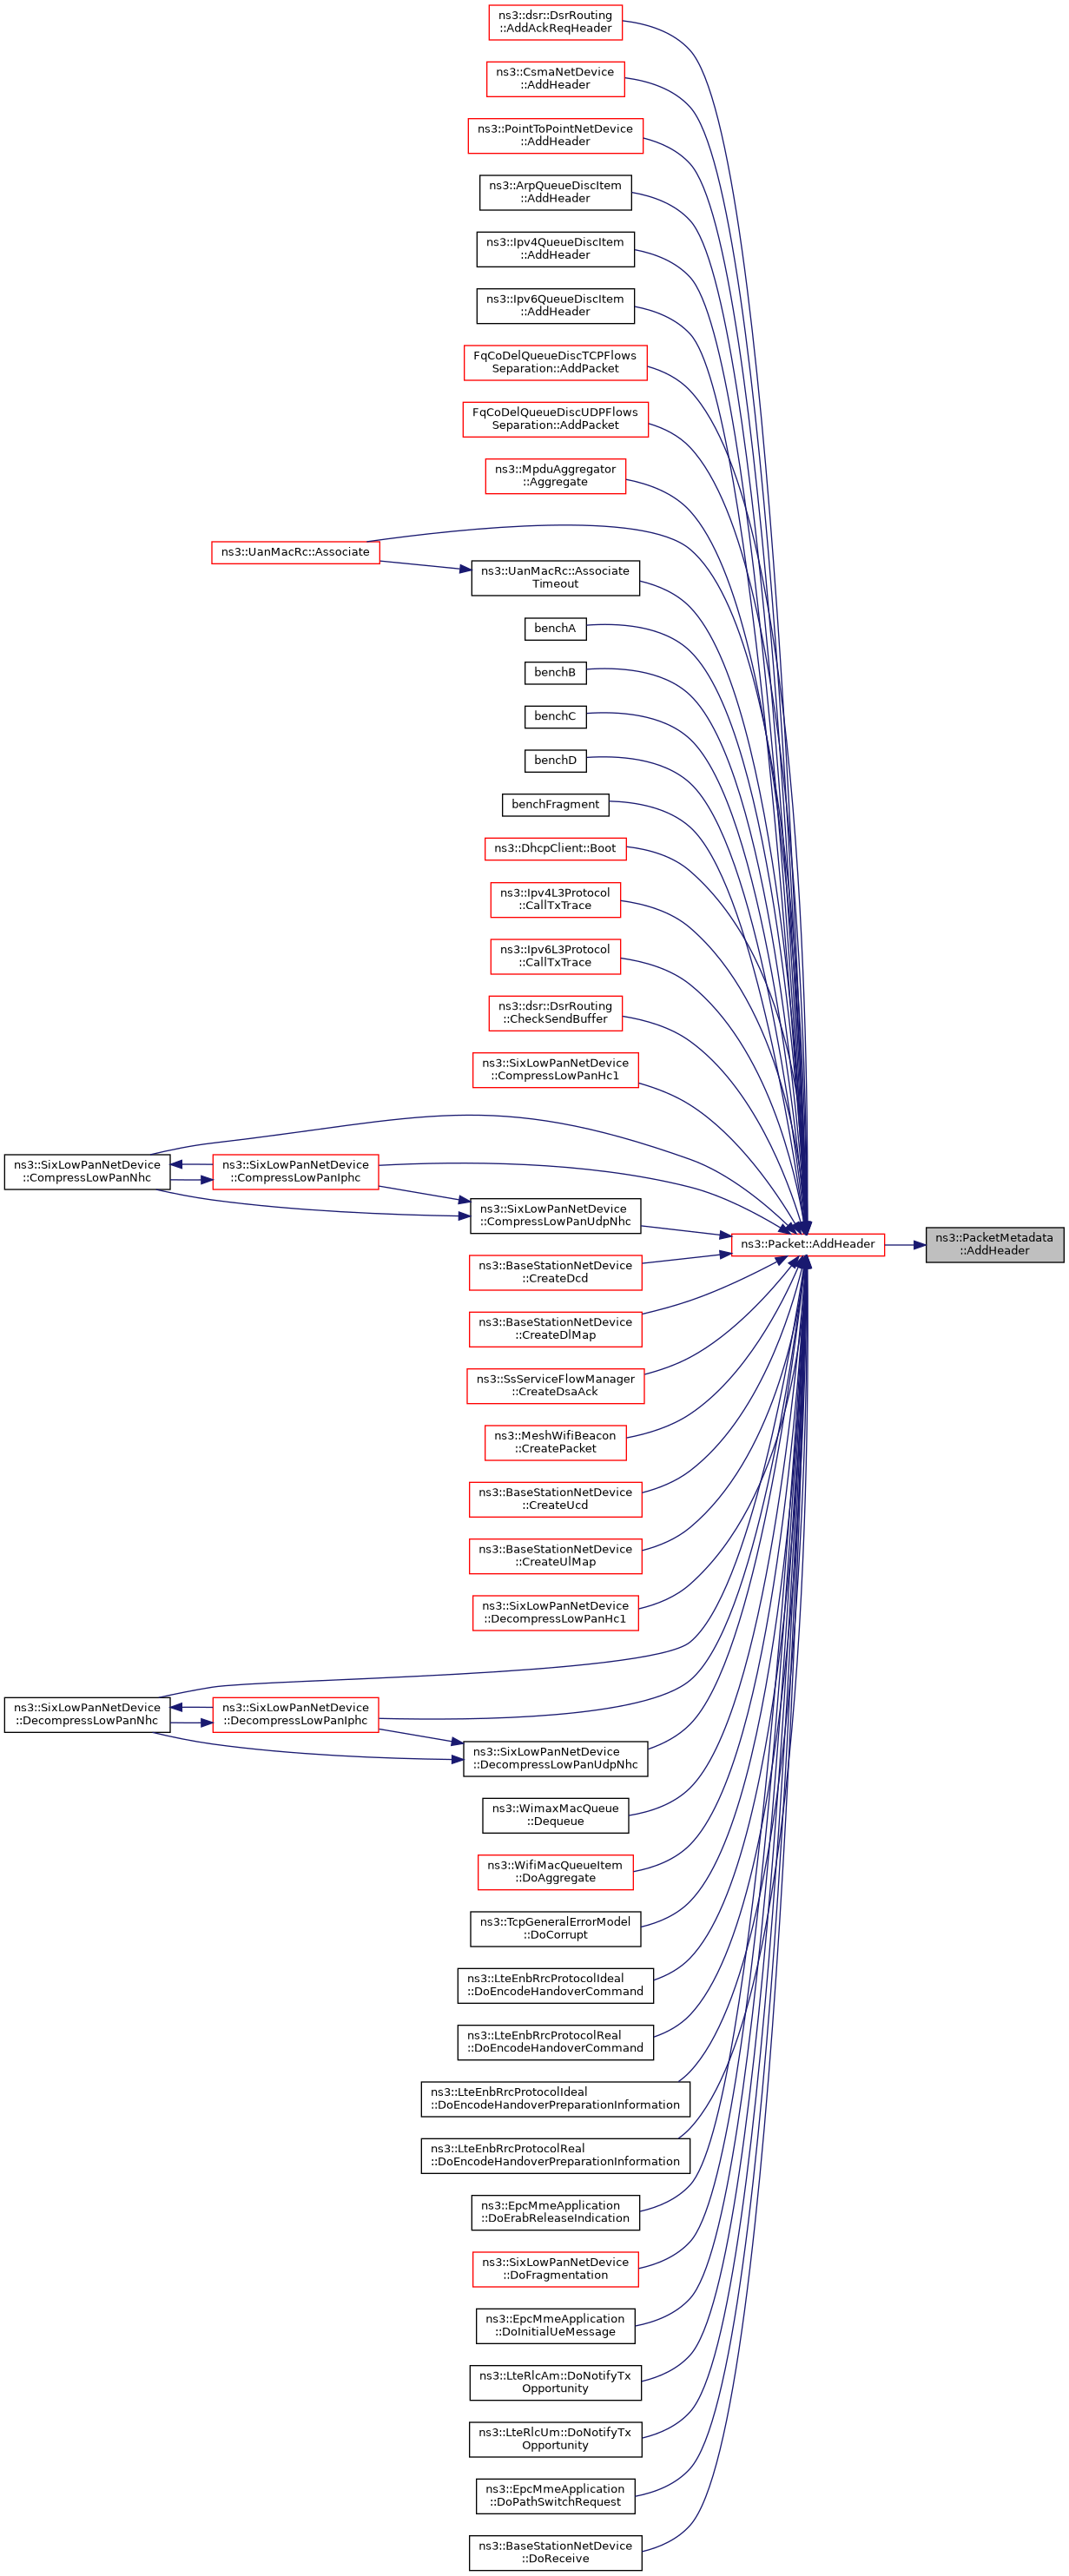 ns3::dsr::DsrRouting
::AddAckReqHeader
ns3::CsmaNetDevice
::AddHeader
ns3::PointToPointNetDevice
::AddHeader
ns3::ArpQueueDiscItem
::AddHeader
ns3::Ipv4QueueDiscItem
::AddHeader
ns3::Ipv6QueueDiscItem
::AddHeader
FqCoDelQueueDiscTCPFlows
Separation::AddPacket
FqCoDelQueueDiscUDPFlows
Separation::AddPacket
ns3::MpduAggregator
::Aggregate
ns3::UanMacRc::Associate
ns3::UanMacRc::Associate
Timeout
benchA
benchB
benchC
benchD
benchFragment
ns3::DhcpClient::Boot
ns3::Ipv4L3Protocol
::CallTxTrace
ns3::Ipv6L3Protocol
::CallTxTrace
ns3::dsr::DsrRouting
::CheckSendBuffer
ns3::SixLowPanNetDevice
::CompressLowPanHc1
ns3::SixLowPanNetDevice
::CompressLowPanNhc
ns3::SixLowPanNetDevice
::CompressLowPanIphc
ns3::SixLowPanNetDevice
::CompressLowPanUdpNhc
ns3::Packet::AddHeader
ns3::PacketMetadata
::AddHeader
ns3::BaseStationNetDevice
::CreateDcd
ns3::BaseStationNetDevice
::CreateDlMap
ns3::SsServiceFlowManager
::CreateDsaAck
ns3::MeshWifiBeacon
::CreatePacket
ns3::BaseStationNetDevice
::CreateUcd
ns3::BaseStationNetDevice
::CreateUlMap
ns3::SixLowPanNetDevice
::DecompressLowPanHc1
ns3::SixLowPanNetDevice
::DecompressLowPanNhc
ns3::SixLowPanNetDevice
::DecompressLowPanIphc
ns3::SixLowPanNetDevice
::DecompressLowPanUdpNhc
ns3::WimaxMacQueue
::Dequeue
ns3::WifiMacQueueItem
::DoAggregate
ns3::TcpGeneralErrorModel
::DoCorrupt
ns3::LteEnbRrcProtocolIdeal
::DoEncodeHandoverCommand
ns3::LteEnbRrcProtocolReal
::DoEncodeHandoverCommand
ns3::LteEnbRrcProtocolIdeal
::DoEncodeHandoverPreparationInformation
ns3::LteEnbRrcProtocolReal
::DoEncodeHandoverPreparationInformation
ns3::EpcMmeApplication
::DoErabReleaseIndication
ns3::SixLowPanNetDevice
::DoFragmentation
ns3::EpcMmeApplication
::DoInitialUeMessage
ns3::LteRlcAm::DoNotifyTx
Opportunity
ns3::LteRlcUm::DoNotifyTx
Opportunity
ns3::EpcMmeApplication
::DoPathSwitchRequest
ns3::BaseStationNetDevice
::DoReceive